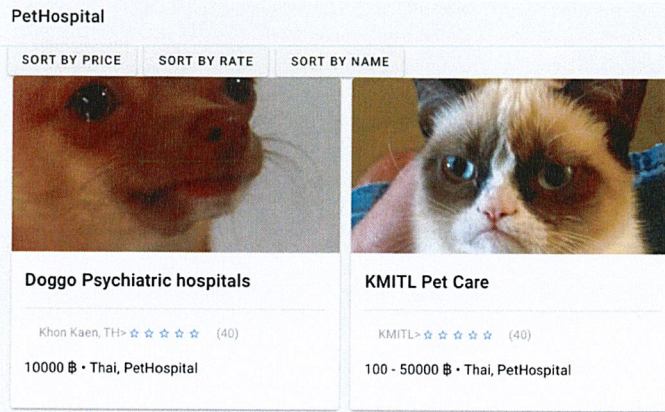 PetHospital
SORT BY PRICE SORT BY RATE SORT BY NAME
Doggo Psychiatric hospitals
Khon Kaen, TH> ☆ ☆ ☆ ☆ ☆ (40)
10000 ฿ • Thai, PetHospital
KMITL Pet Care
KMITL> ☆ ☆ ☆ ☆ ☆ (40)
100 - 50000 ฿ • Thai, PetHospital